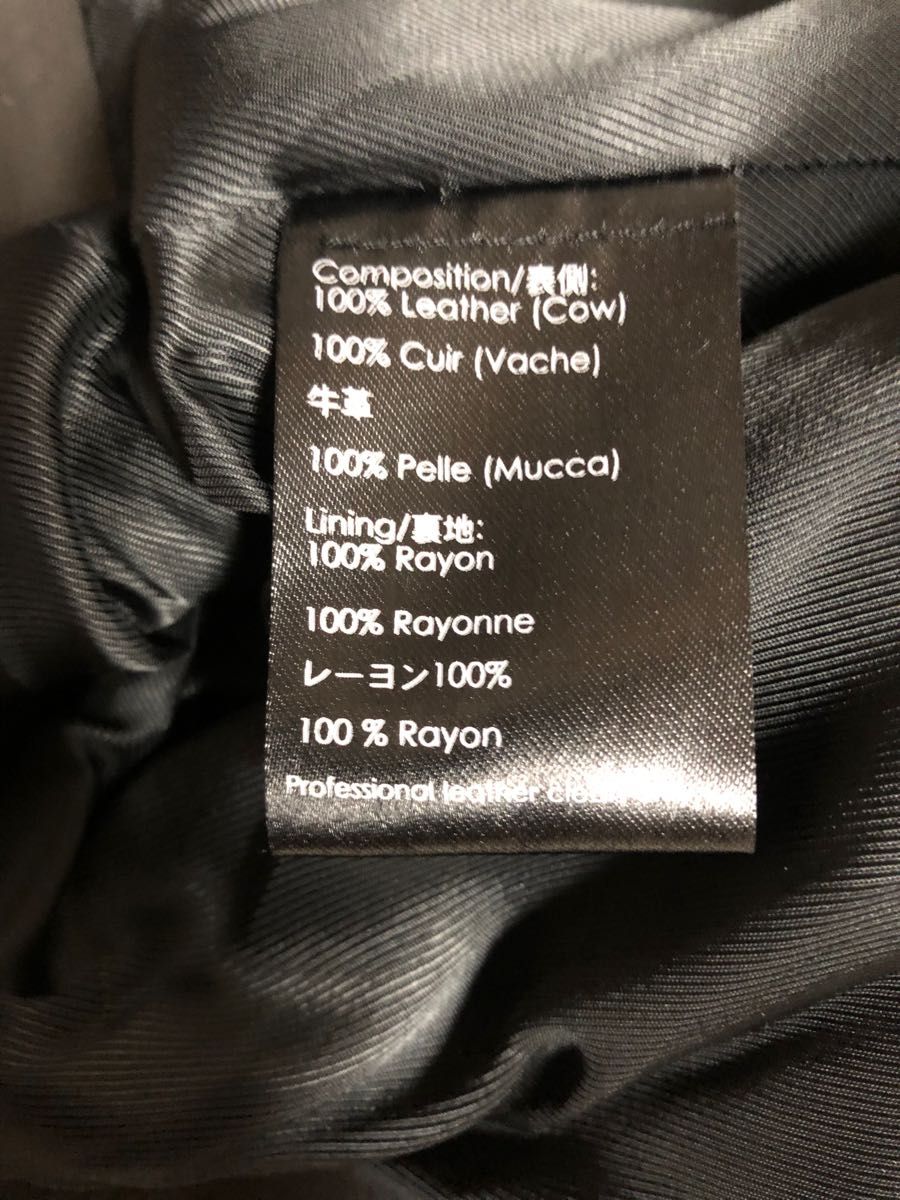 Composition/裏側:
100% Leather (Cow)
100% Cuir (Vache)
牛革
100% Pelle (Mucca)
Lining/裏地:
100% Rayon
100% Rayonne
レーヨン100%
100 % Rayon
Professional leather